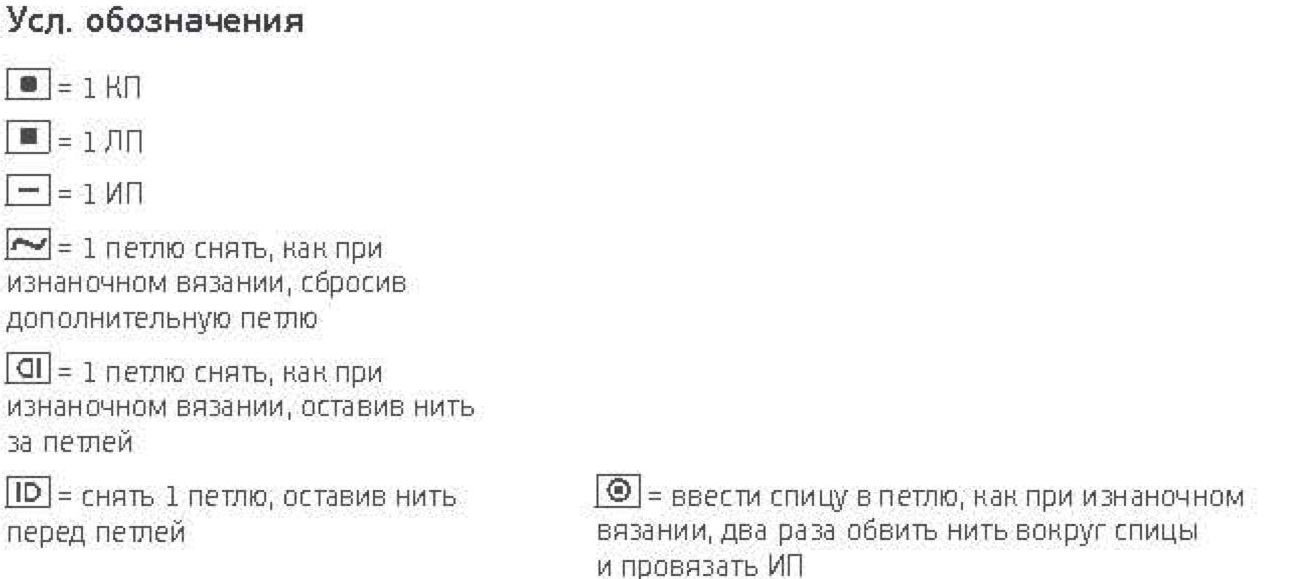 Усл. обозначения
● = 1 КП
■ = 1 ЛП
– = 1 ИП
~ = 1 петлю снять, как при
изнаночном вязании, сбросив
дополнительную петлю
ᗡI = 1 петлю снять, как при
изнаночном вязании, оставив нить
за петлей
ID = снять 1 петлю, оставив нить
перед петлей
⊙ = ввести спицу в петлю, как при изнаночном
вязании, два раза обвить нить вокруг спицы
и провязать ИП